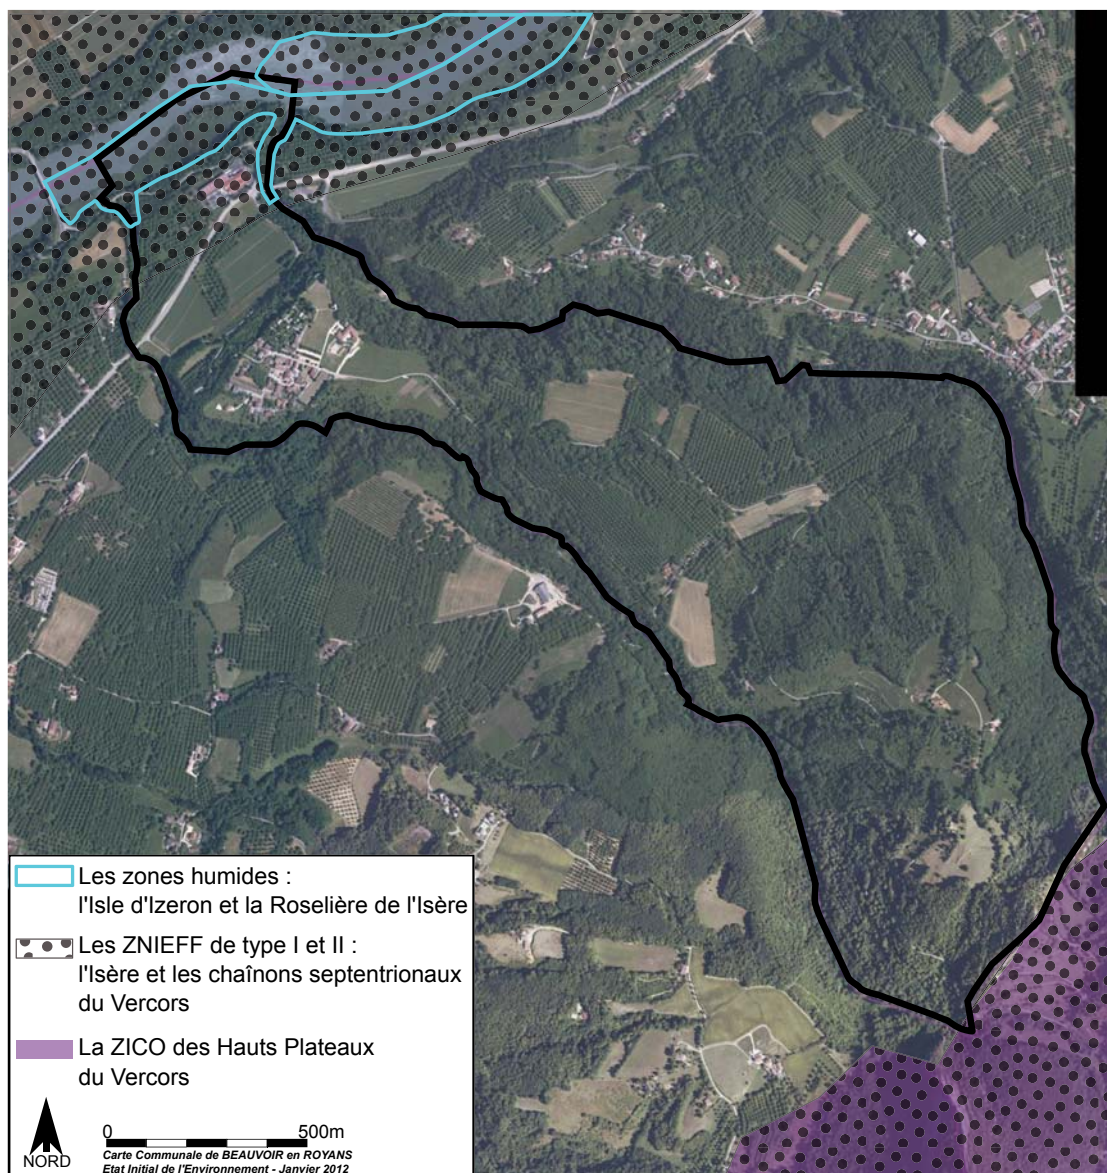 Les zones humides :
l'Isle d'Izeron et la Roselière de l'Isère
Les ZNIEFF de type I et II :
l'Isère et les chaînons septentrionaux
du Vercors
La ZICO des Hauts Plateaux
du Vercors
NORD
0 500m
Carte Communale de BEAUVOIR en ROYANS
Etat Initial de l'Environnement - Janvier 2012